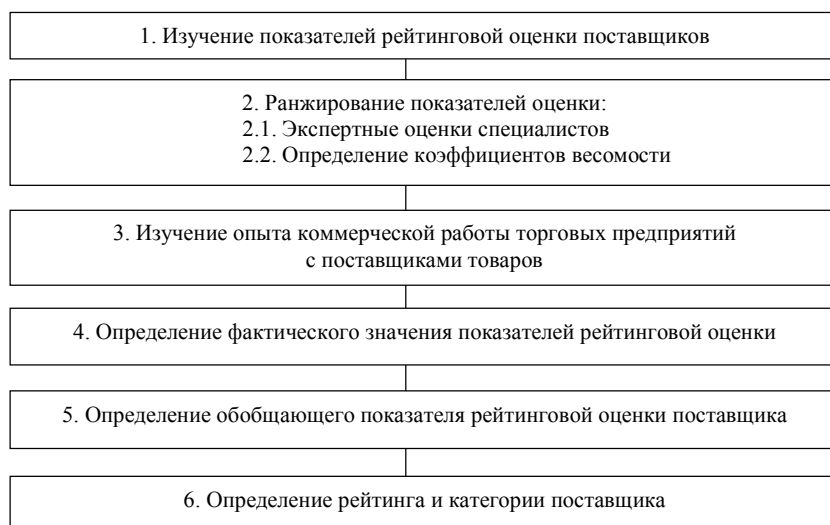 1. Изучение показателей рейтинговой оценки поставщиков
2. Ранжирование показателей оценки:
2.1. Экспертные оценки специалистов
2.2. Определение коэффициентов весомости
3. Изучение опыта коммерческой работы торговых предприятий
с поставщиками товаров
4. Определение фактического значения показателей рейтинговой оценки
5. Определение обобщающего показателя рейтинговой оценки поставщика
6. Определение рейтинга и категории поставщика